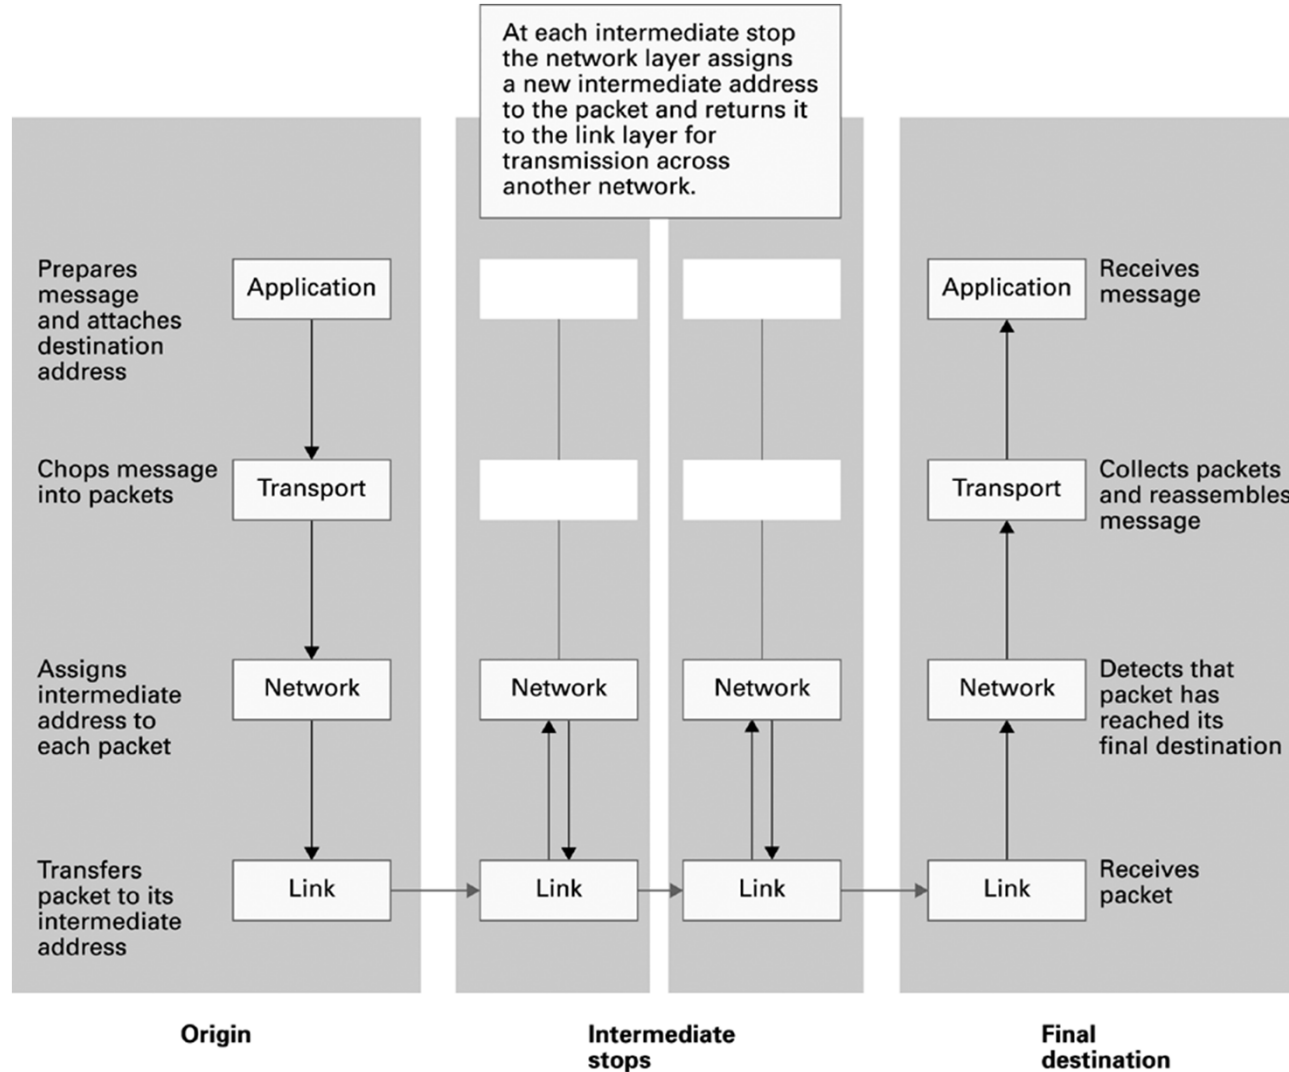 At each intermediate stop
the network layer assigns
a new intermediate address
to the packet and returns it
to the link layer for
transmission across
another network.
Prepares
message
and attaches
destination
address
Application
Application
Receives
message
Chops message
into packets
Transport
Transport
Collects packets
and reassembles
message
Assigns
intermediate
address to
each packet
Network
Network
Network
Network
Detects that
packet has
reached its
final destination
Transfers
packet to its
intermediate
address
Link
Link
Link
Link
Receives
packet
Origin
Intermediate
stops
Final
destination